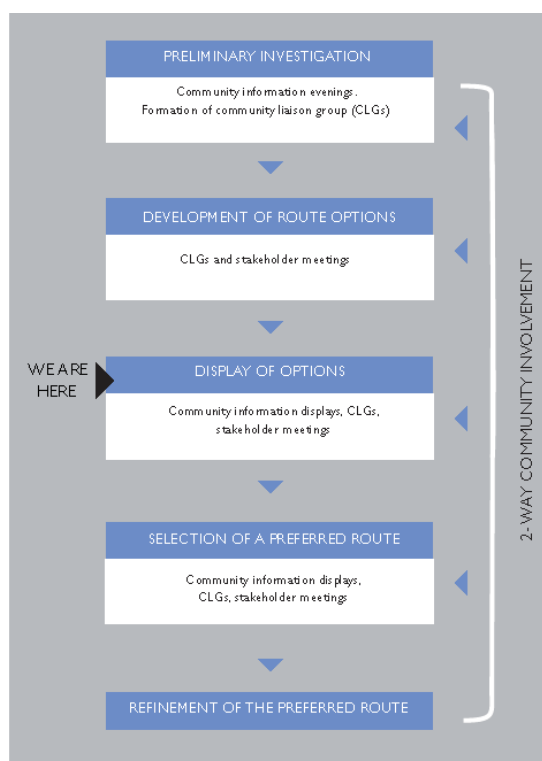 PRELIMINARY INVESTIGATION
Community information evenings.
Formation of community liaison group (CLGs)
DEVELOPMENT OF ROUTE OPTIONS
CLGs and stakeholder meetings
WE ARE
HERE
DISPLAY OF OPTIONS
Community information displays, CLGs,
stakeholder meetings
SELECTION OF A PREFERRED ROUTE
Community information displays,
CLGs, stakeholder meetings
REFINEMENT OF THE PREFERRED ROUTE
2-WAY COMMUNITY INVOLVEMENT